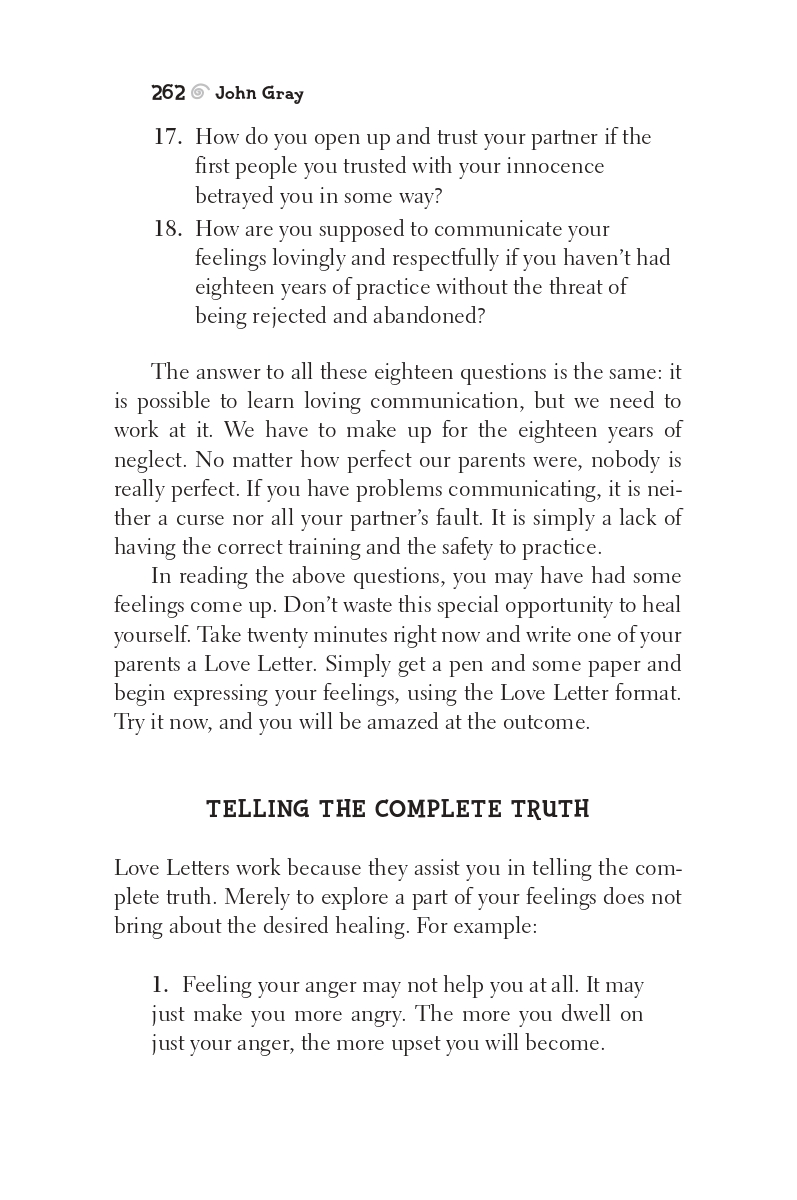 262 John Gray
17. How do you open up and trust your partner if the
first people you trusted with your innocence
betrayed you in some way?
18. How are you supposed to communicate your
feelings lovingly and respectfully if you haven’t had
eighteen years of practice without the threat of
being rejected and abandoned?
The answer to all these eighteen questions is the same: it
is possible to learn loving communication, but we need to
work at it. We have to make up for the eighteen years of
neglect. No matter how perfect our parents were, nobody is
really perfect. If you have problems communicating, it is nei-
ther a curse nor all your partner’s fault. It is simply a lack of
having the correct training and the safety to practice.
In reading the above questions, you may have had some
feelings come up. Don’t waste this special opportunity to heal
yourself. Take twenty minutes right now and write one of your
parents a Love Letter. Simply get a pen and some paper and
begin expressing your feelings, using the Love Letter format.
Try it now, and you will be amazed at the outcome.
TELLING THE COMPLETE TRUTH
Love Letters work because they assist you in telling the com-
plete truth. Merely to explore a part of your feelings does not
bring about the desired healing. For example:
1. Feeling your anger may not help you at all. It may
just make you more angry. The more you dwell on
just your anger, the more upset you will become.